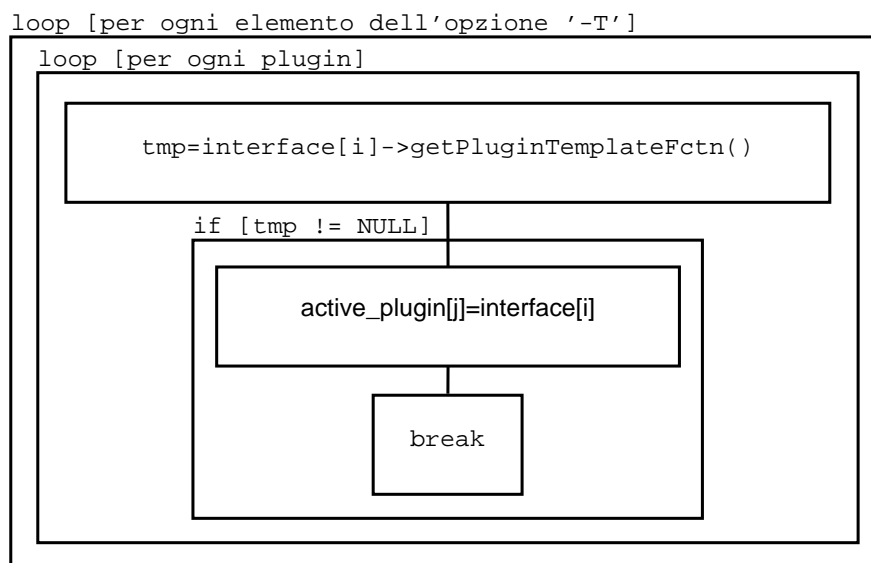 loop [per ogni elemento dell'opzione '-T']
loop [per ogni plugin]
tmp=interface[i]->getPluginTemplateFctn()
if [tmp != NULL]
active_plugin[j]=interface[i]
break